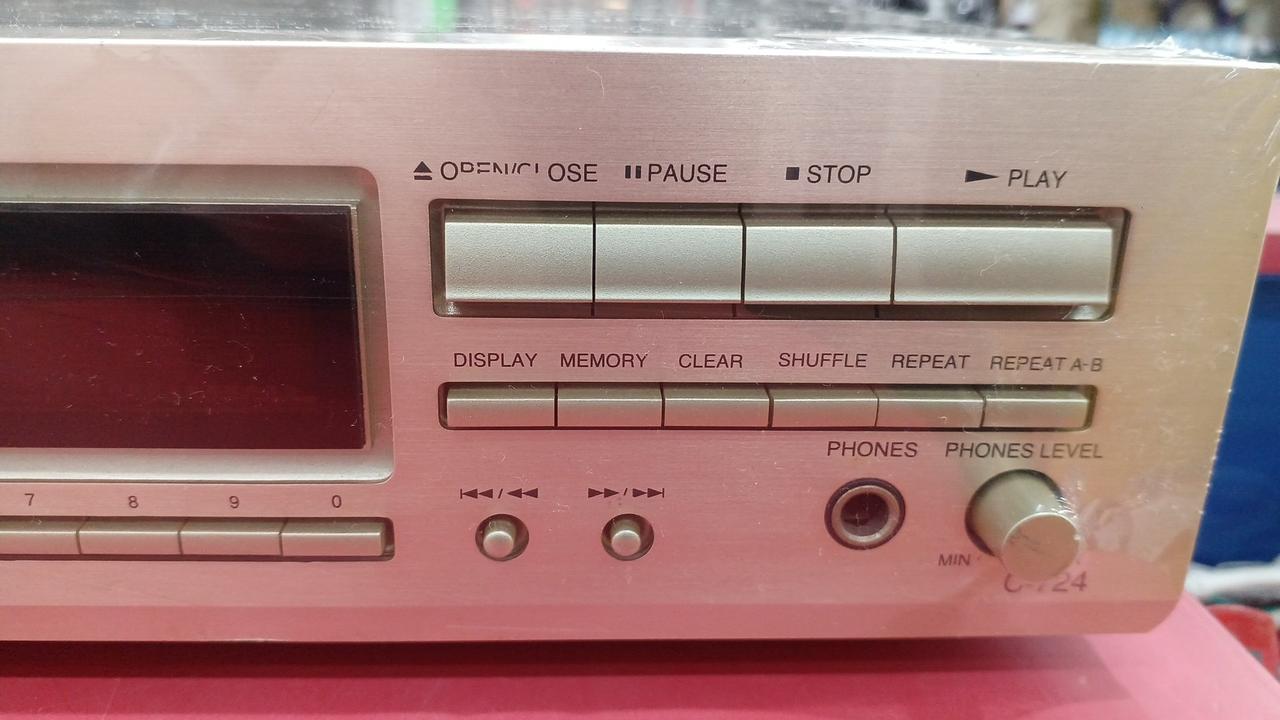 OPEN/CLOSE PAUSE STOP PLAY
DISPLAY MEMORY CLEAR SHUFFLE REPEAT REPEAT A-B
PHONES PHONES LEVEL
7 8 9 0
MIN